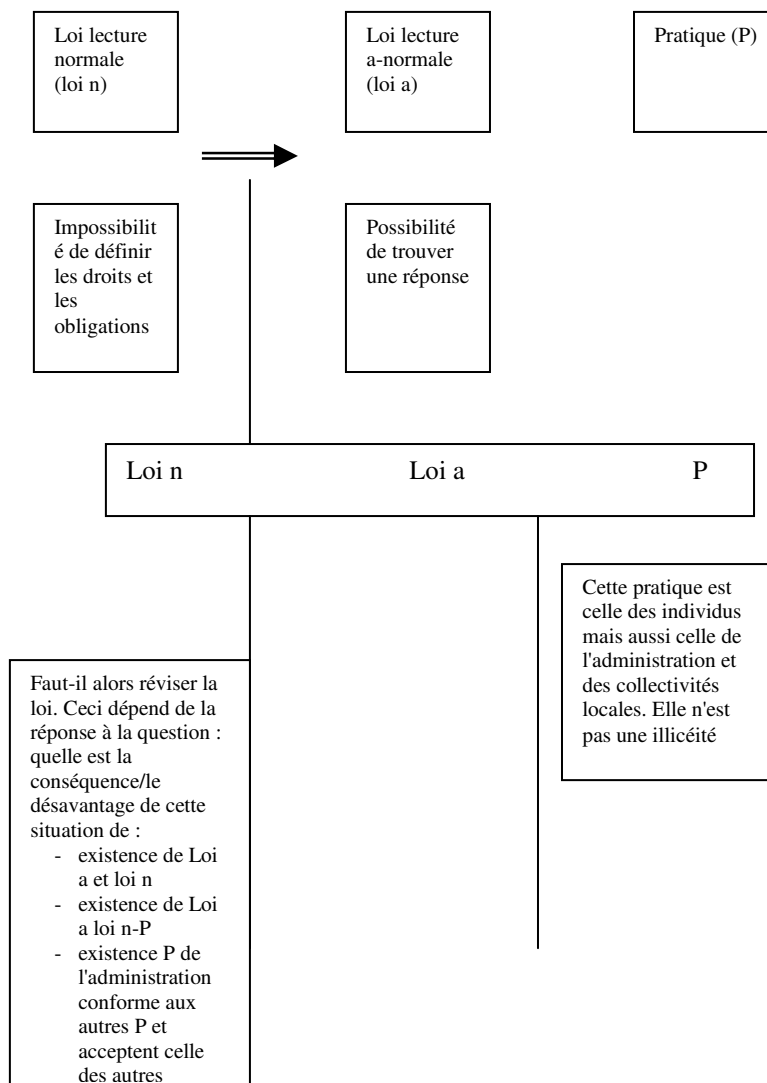 Loi lecture
normale
(loi n)
Loi lecture
a-normale
(loi a)
Pratique (P)
Impossibilit
é de définir
les droits et
les
obligations
Possibilité
de trouver
une réponse
Loi n Loi a P
Cette pratique est
celle des individus
mais aussi celle de
l'administration et
des collectivités
locales. Elle n'est
pas une illicéité
Faut-il alors réviser la
loi. Ceci dépend de la
réponse à la question :
quelle est la
conséquence/le
désavantage de cette
situation de :
- existence de Loi
a et loi n
- existence de Loi
a loi n-P
- existence P de
l'administration
conforme aux
autres P et
acceptent celle
des autres